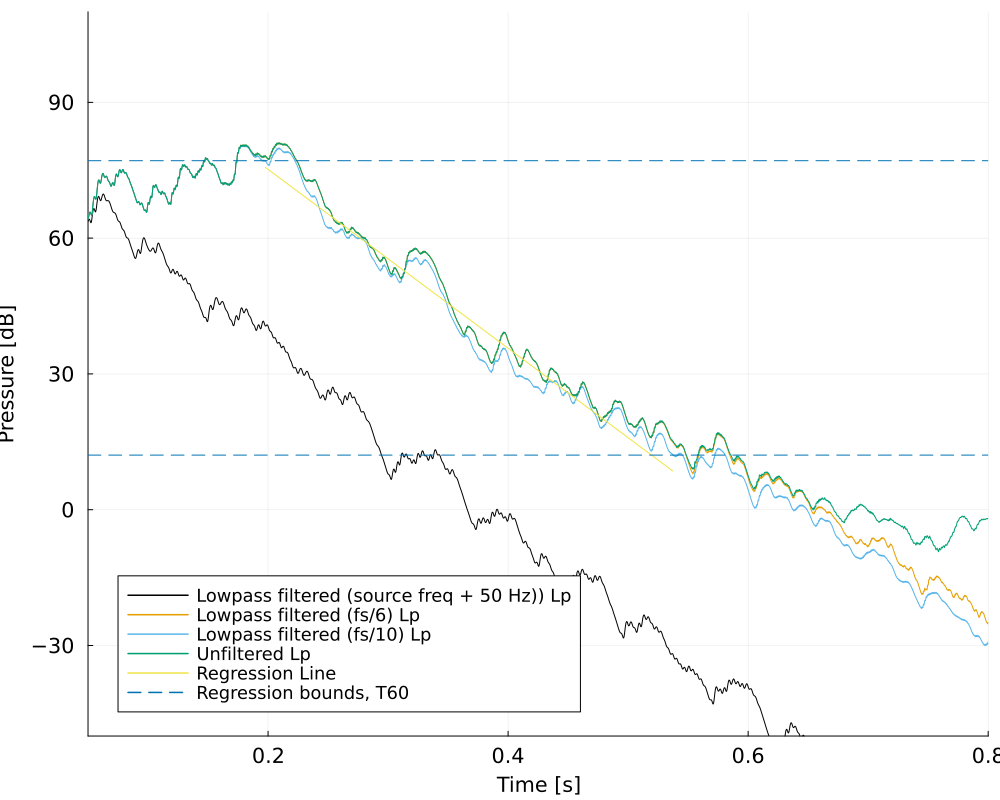 90
60
30
0
−30
Pressure [dB]
Lowpass filtered (source freq + 50 Hz)) Lp
Lowpass filtered (fs/6) Lp
Lowpass filtered (fs/10) Lp
Unfiltered Lp
Regression Line
Regression bounds, T60
0.2
0.4
0.6
0.8
Time [s]